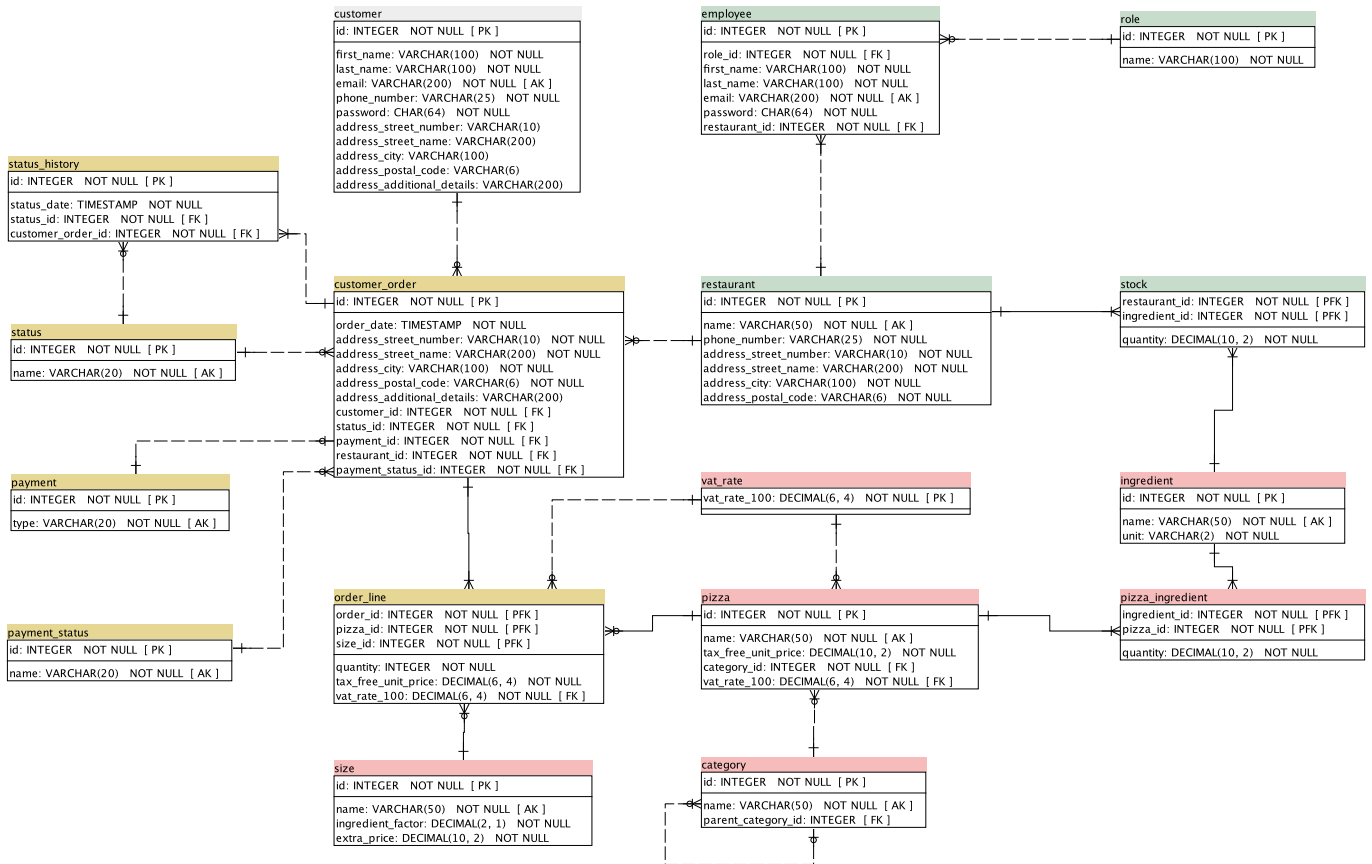 customer
id: INTEGER NOT NULL [ PK ]
first_name: VARCHAR(100) NOT NULL
last_name: VARCHAR(100) NOT NULL
email: VARCHAR(200) NOT NULL [ AK ]
phone_number: VARCHAR(25) NOT NULL
password: CHAR(64) NOT NULL
address_street_number: VARCHAR(10)
address_street_name: VARCHAR(200)
address_city: VARCHAR(100)
address_postal_code: VARCHAR(6)
address_additional_details: VARCHAR(200)
employee
id: INTEGER NOT NULL [ PK ]
role_id: INTEGER NOT NULL [ FK ]
first_name: VARCHAR(100) NOT NULL
last_name: VARCHAR(100) NOT NULL
email: VARCHAR(200) NOT NULL [ AK ]
password: CHAR(64) NOT NULL
restaurant_id: INTEGER NOT NULL [ FK ]
role
id: INTEGER NOT NULL [ PK ]
name: VARCHAR(100) NOT NULL
status_history
id: INTEGER NOT NULL [ PK ]
status_date: TIMESTAMP NOT NULL
status_id: INTEGER NOT NULL [ FK ]
customer_order_id: INTEGER NOT NULL [ FK ]
customer_order
id: INTEGER NOT NULL [ PK ]
order_date: TIMESTAMP NOT NULL
address_street_number: VARCHAR(10) NOT NULL
address_street_name: VARCHAR(200) NOT NULL
address_city: VARCHAR(100) NOT NULL
address_postal_code: VARCHAR(6) NOT NULL
address_additional_details: VARCHAR(200)
customer_id: INTEGER NOT NULL [ FK ]
status_id: INTEGER NOT NULL [ FK ]
payment_id: INTEGER NOT NULL [ FK ]
restaurant_id: INTEGER NOT NULL [ FK ]
payment_status_id: INTEGER NOT NULL [ FK ]
restaurant
id: INTEGER NOT NULL [ PK ]
name: VARCHAR(50) NOT NULL [ AK ]
phone_number: VARCHAR(25) NOT NULL
address_street_number: VARCHAR(10) NOT NULL
address_street_name: VARCHAR(200) NOT NULL
address_city: VARCHAR(100) NOT NULL
address_postal_code: VARCHAR(6) NOT NULL
stock
restaurant_id: INTEGER NOT NULL [ PFK ]
ingredient_id: INTEGER NOT NULL [ PFK ]
quantity: DECIMAL(10, 2) NOT NULL
status
id: INTEGER NOT NULL [ PK ]
name: VARCHAR(20) NOT NULL [ AK ]
payment
id: INTEGER NOT NULL [ PK ]
type: VARCHAR(20) NOT NULL [ AK ]
vat_rate
vat_rate_100: DECIMAL(6, 4) NOT NULL [ PK ]
ingredient
id: INTEGER NOT NULL [ PK ]
name: VARCHAR(50) NOT NULL [ AK ]
unit: VARCHAR(2) NOT NULL
payment_status
id: INTEGER NOT NULL [ PK ]
name: VARCHAR(20) NOT NULL [ AK ]
order_line
order_id: INTEGER NOT NULL [ PFK ]
pizza_id: INTEGER NOT NULL [ PFK ]
size_id: INTEGER NOT NULL [ PFK ]
quantity: INTEGER NOT NULL
tax_free_unit_price: DECIMAL(6, 4) NOT NULL
vat_rate_100: DECIMAL(6, 4) NOT NULL [ FK ]
pizza
id: INTEGER NOT NULL [ PK ]
name: VARCHAR(50) NOT NULL [ AK ]
tax_free_unit_price: DECIMAL(10, 2) NOT NULL
category_id: INTEGER NOT NULL [ FK ]
vat_rate_100: DECIMAL(6, 4) NOT NULL [ FK ]
pizza_ingredient
ingredient_id: INTEGER NOT NULL [ PFK ]
pizza_id: INTEGER NOT NULL [ PFK ]
quantity: DECIMAL(10, 2) NOT NULL
size
id: INTEGER NOT NULL [ PK ]
name: VARCHAR(50) NOT NULL [ AK ]
ingredient_factor: DECIMAL(2, 1) NOT NULL
extra_price: DECIMAL(10, 2) NOT NULL
category
id: INTEGER NOT NULL [ PK ]
name: VARCHAR(50) NOT NULL [ AK ]
parent_category_id: INTEGER [ FK ]